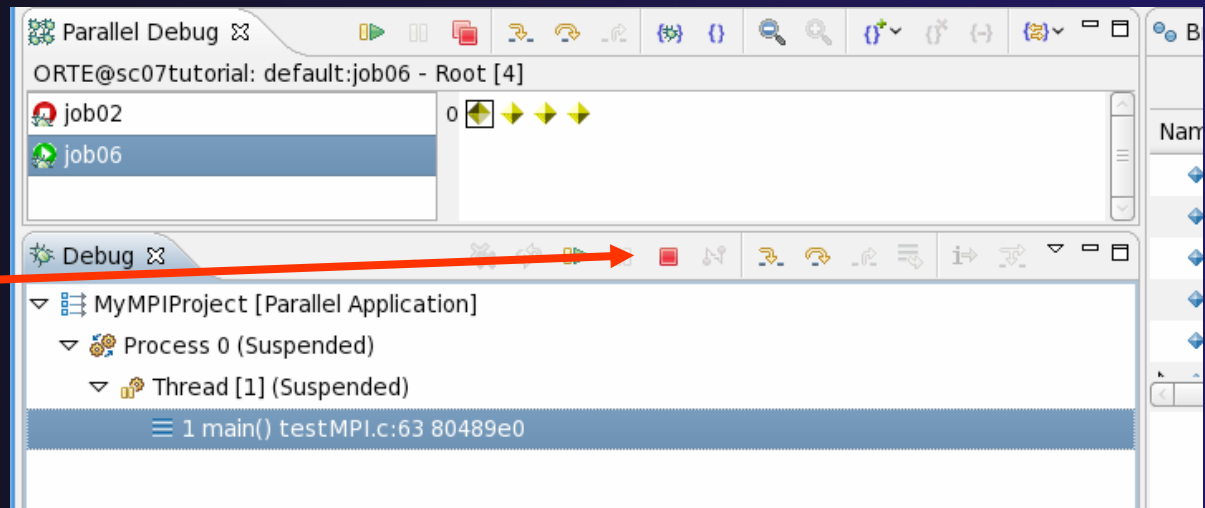 Parallel Debug
B
ORTE@sc07tutorial: default:job06 - Root [4]
job02
0
job06
Nam
Debug
MyMPIProject [Parallel Application]
Process 0 (Suspended)
Thread [1] (Suspended)
1 main() testMPI.c:63 80489e0